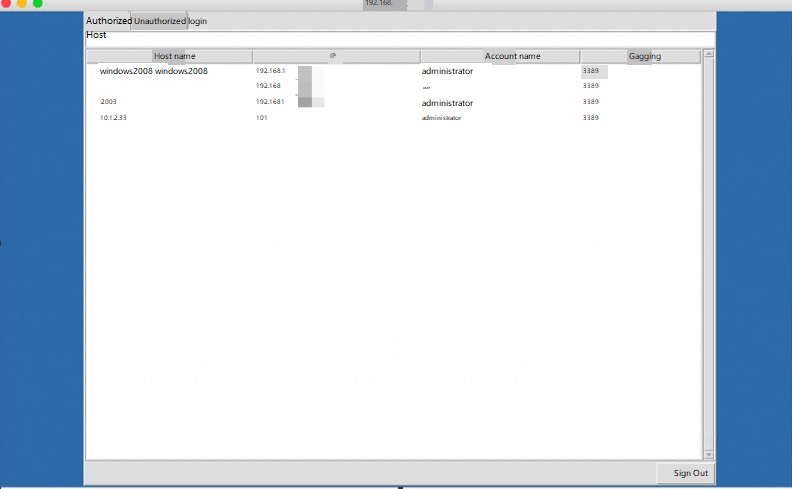 192.168.
Authorized Unauthorized login
Host
Host name IP Account name Gagging
windows2008 windows2008 192.168.1 administrator 3389
192.168 3389
2003 192.1681 administrator 3389
10.1.2.33 101 administrator 3389
Sign Out